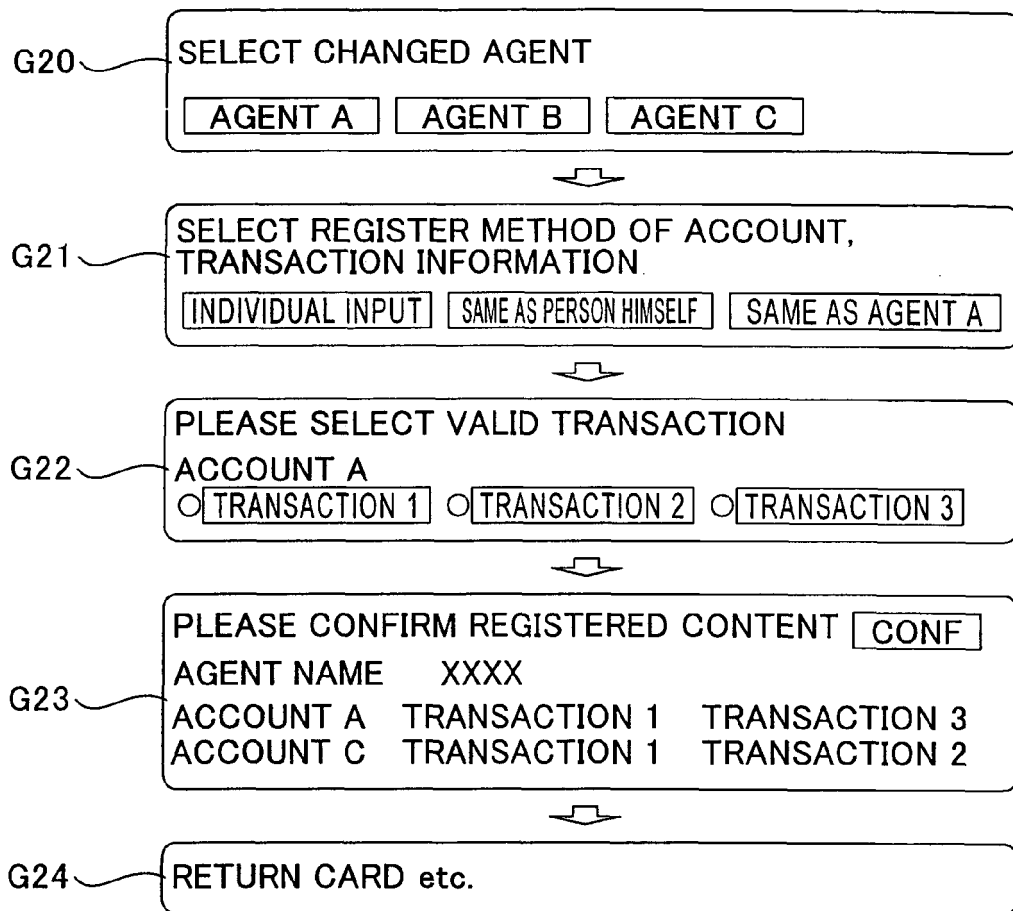 G20
SELECT CHANGED AGENT
AGENT A AGENT B AGENT C
G21
SELECT REGISTER METHOD OF ACCOUNT,
TRANSACTION INFORMATION
INDIVIDUAL INPUT SAME AS PERSON HIMSELF SAME AS AGENT A
PLEASE SELECT VALID TRANSACTION
G22
ACCOUNT A
TRANSACTION 1 TRANSACTION 2 TRANSACTION 3
PLEASE CONFIRM REGISTERED CONTENT CONF
AGENT NAME XXXX
G23
ACCOUNT A TRANSACTION 1 TRANSACTION 3
ACCOUNT C TRANSACTION 1 TRANSACTION 2
G24
RETURN CARD etc.